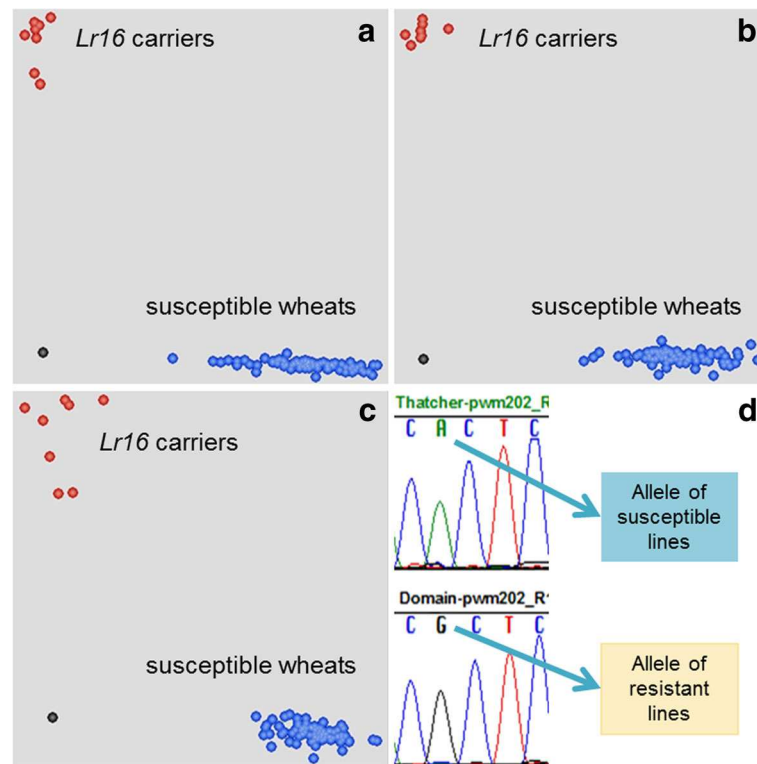 a
Lr16 carriers
susceptible wheats
b
Lr16 carriers
susceptible wheats
c
Lr16 carriers
susceptible wheats
d
Thatcher-pwm202_R
C A C T C
Allele of
susceptible
lines
Domain-pwm202_R1
C G C T C
Allele of
resistant
lines